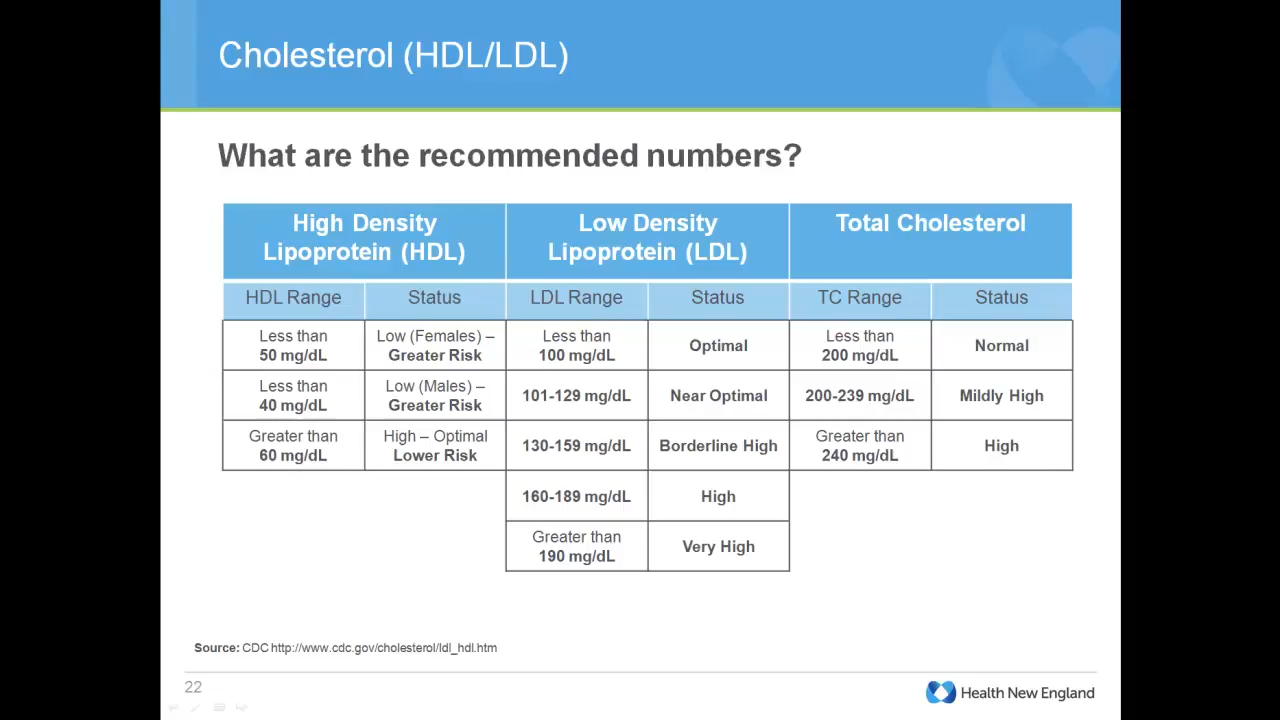 Cholesterol (HDL/LDL)
What are the recommended numbers?
High Density
Lipoprotein (HDL)
Low Density
Lipoprotein (LDL)
Total Cholesterol
HDL Range
Status
LDL Range
Status
TC Range
Status
Less than
50 mg/dL
Low (Females) –
Greater Risk
Less than
100 mg/dL
Optimal
Less than
200 mg/dL
Normal
Less than
40 mg/dL
Low (Males) –
Greater Risk
101-129 mg/dL
Near Optimal
200-239 mg/dL
Mildly High
Greater than
60 mg/dL
High – Optimal
Lower Risk
130-159 mg/dL
Borderline High
Greater than
240 mg/dL
High
160-189 mg/dL
High
Greater than
190 mg/dL
Very High
Source: CDC http://www.cdc.gov/cholesterol/ldl_hdl.htm
22
Health New England